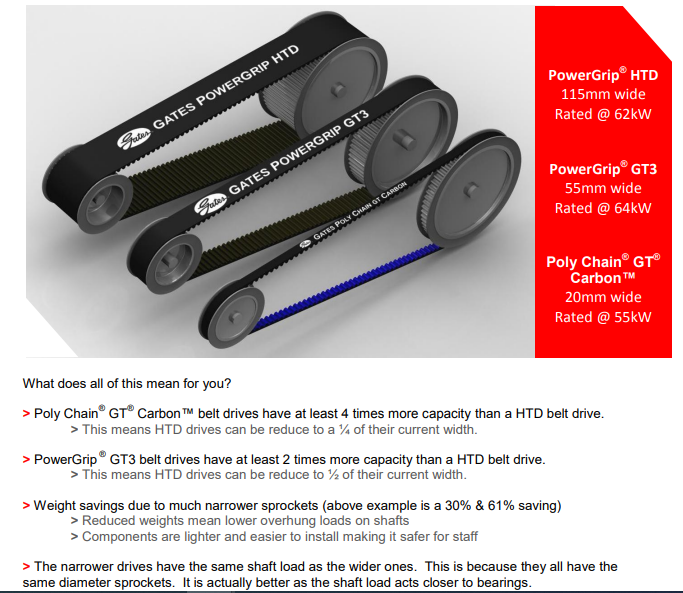 Gates GATES POWERGRIP HTD
Gates GATES POWERGRIP GT3
Gates GATES POLY CHAIN GT CARBON
PowerGrip® HTD
115mm wide
Rated @ 62kW
PowerGrip® GT3
55mm wide
Rated @ 64kW
Poly Chain® GT®
Carbon™
20mm wide
Rated @ 55kW
What does all of this mean for you?
> Poly Chain® GT® Carbon™ belt drives have at least 4 times more capacity than a HTD belt drive.
> This means HTD drives can be reduce to a ¼ of their current width.
> PowerGrip ® GT3 belt drives have at least 2 times more capacity than a HTD belt drive.
> This means HTD drives can be reduce to ½ of their current width.
> Weight savings due to much narrower sprockets (above example is a 30% & 61% saving)
> Reduced weights mean lower overhung loads on shafts
> Components are lighter and easier to install making it safer for staff
> The narrower drives have the same shaft load as the wider ones. This is because they all have the
same diameter sprockets. It is actually better as the shaft load acts closer to bearings.